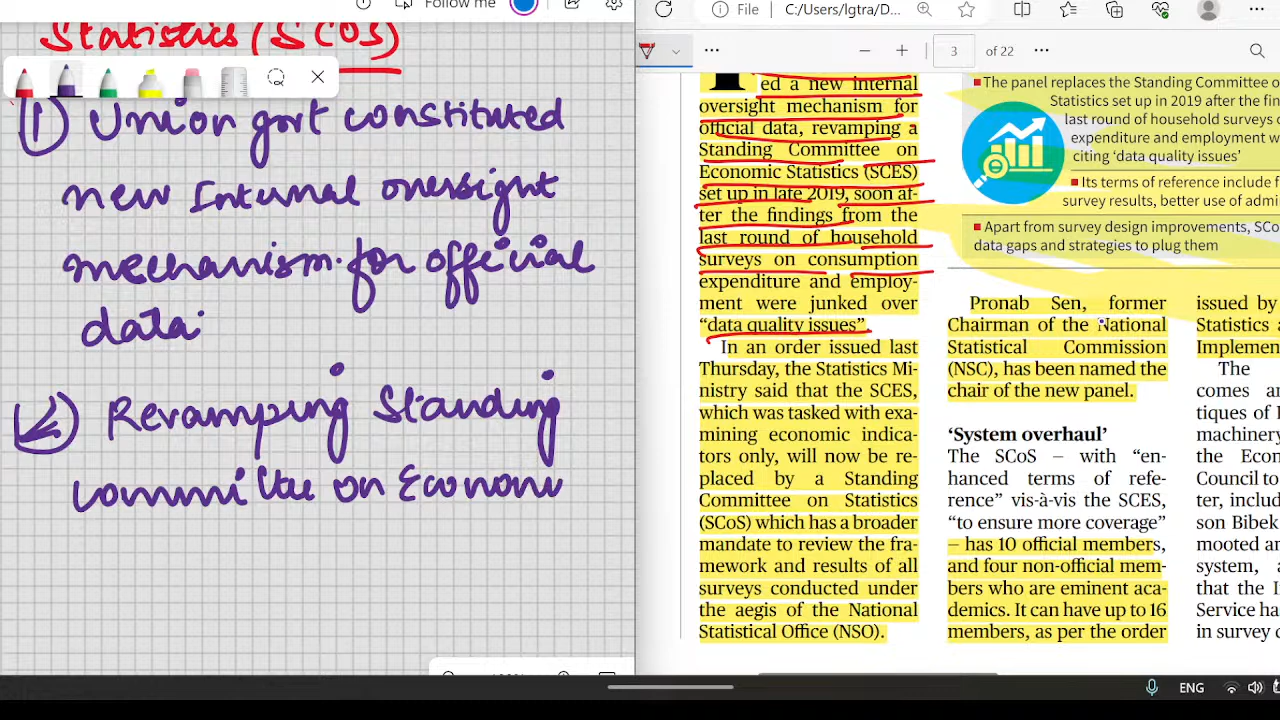 Follow me
Statistics (SCOS)
① Union govt constituted
new Internal oversight
mechanism for official
data
② Revamping Standing
committee on Economi
File
C:/Users/lgtra/D...
3 of 22
ed a new internal
oversight mechanism for
official data, revamping a
Standing Committee on
Economic Statistics (SCES)
set up in late 2019, soon af-
ter the findings from the
last round of household
surveys on consumption
expenditure and employ-
ment were junked over
“data quality issues”.
In an order issued last
Thursday, the Statistics Mi-
nistry said that the SCES,
which was tasked with exa-
mining economic indica-
tors only, will now be re-
placed by a Standing
Committee on Statistics
(SCoS) which has a broader
mandate to review the fra-
mework and results of all
surveys conducted under
the aegis of the National
Statistical Office (NSO).
■ The panel replaces the Standing Committee o
Statistics set up in 2019 after the fin
last round of household surveys o
expenditure and employment w
citing ‘data quality issues’
■ Its terms of reference include f
survey results, better use of admi
■ Apart from survey design improvements, SCo
data gaps and strategies to plug them
Pronab Sen, former
Chairman of the National
Statistical Commission
(NSC), has been named the
chair of the new panel.
‘System overhaul’
The SCoS – with “en-
hanced terms of refe-
rence” vis-à-vis the SCES,
“to ensure more coverage”
– has 10 official members,
and four non-official mem-
bers who are eminent aca-
demics. It can have up to 16
members, as per the order
issued by
Statistics a
Implemen
The
comes an
tiques of I
machinery
the Econ
Council to
ter, includ
son Bibek
mooted an
system, a
that the I
Service ha
in survey d
ENG